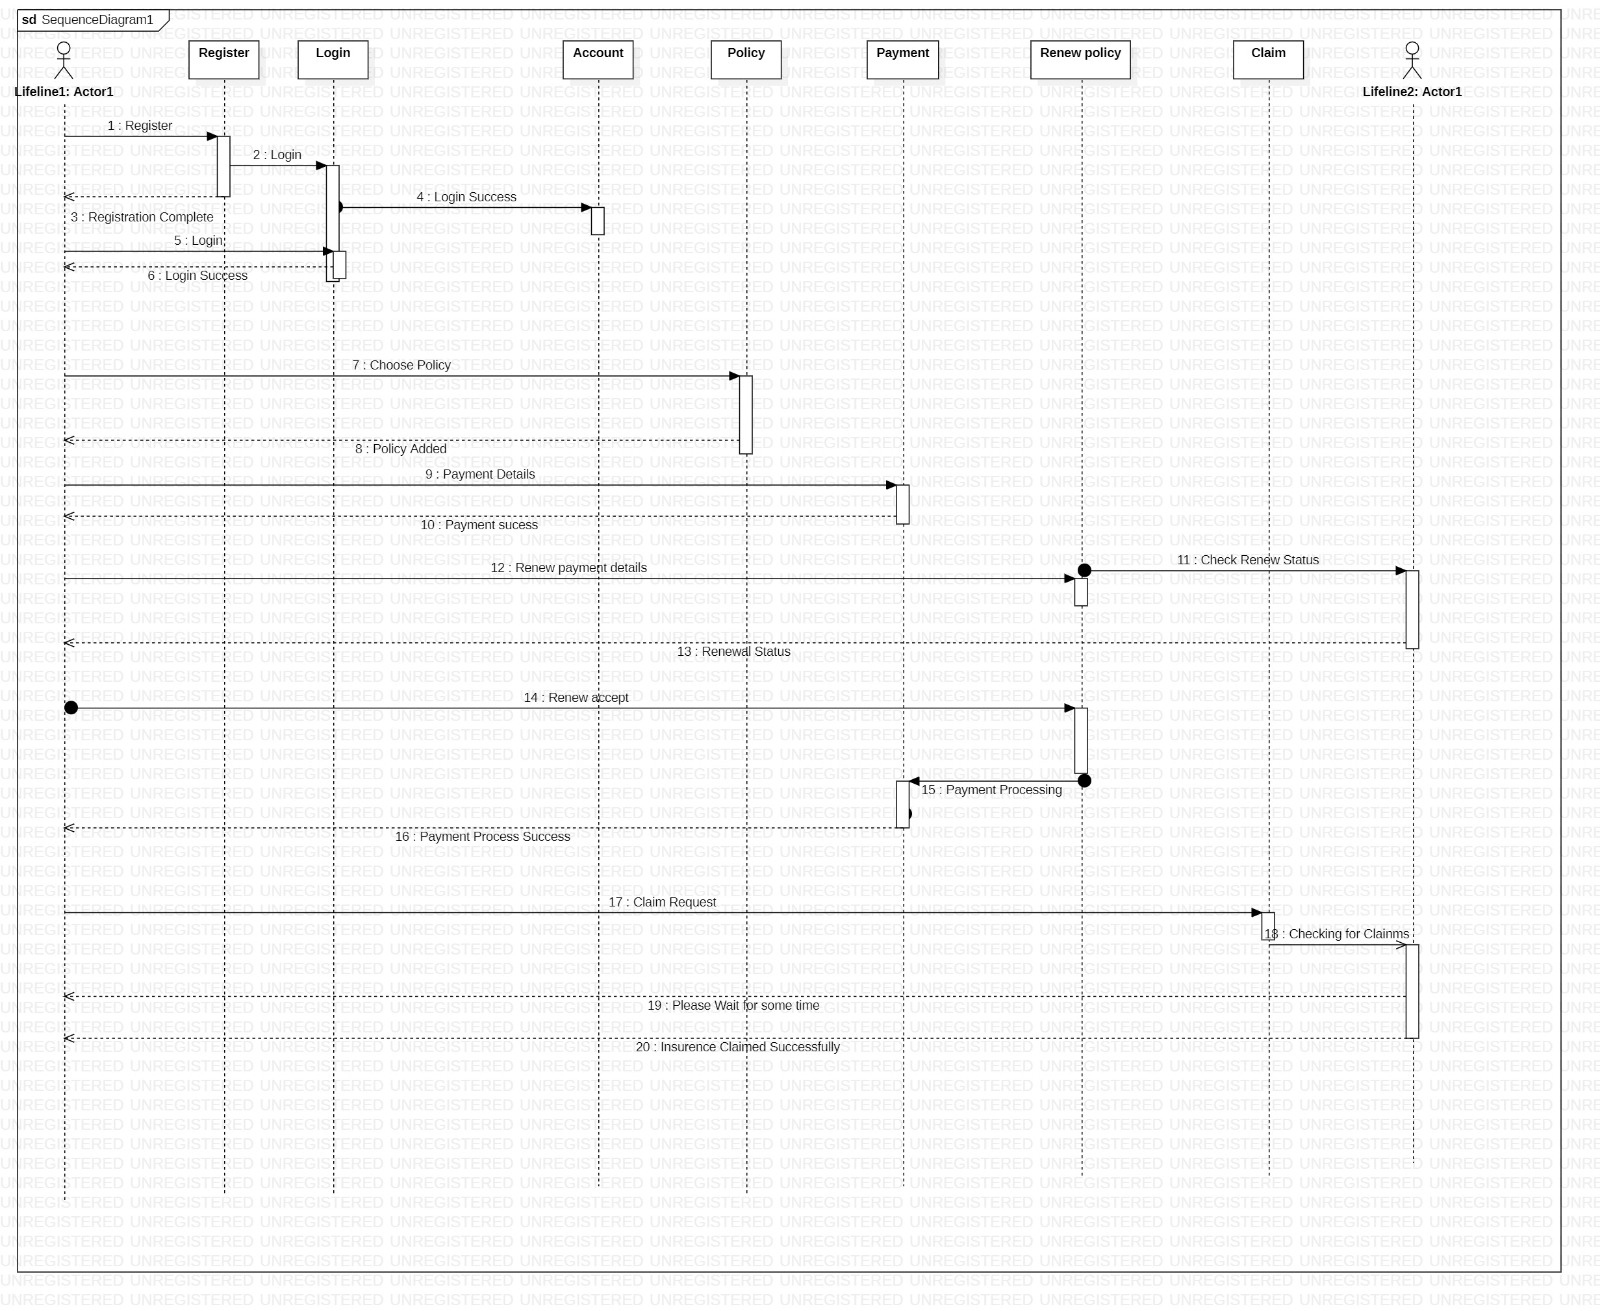 sd SequenceDiagram1
Register
Login
Account
Policy
Payment
Renew policy
Claim
Lifeline1: Actor1
Lifeline2: Actor1
1 : Register
2 : Login
4 : Login Success
3 : Registration Complete
5 : Login
6 : Login Success
7 : Choose Policy
8 : Policy Added
9 : Payment Details
10 : Payment sucess
11 : Check Renew Status
12 : Renew payment details
13 : Renewal Status
14 : Renew accept
15 : Payment Processing
16 : Payment Process Success
17 : Claim Request
18 : Checking for Clainms
19 : Please Wait for some time
20 : Insurence Claimed Successfully
UNREGISTERED